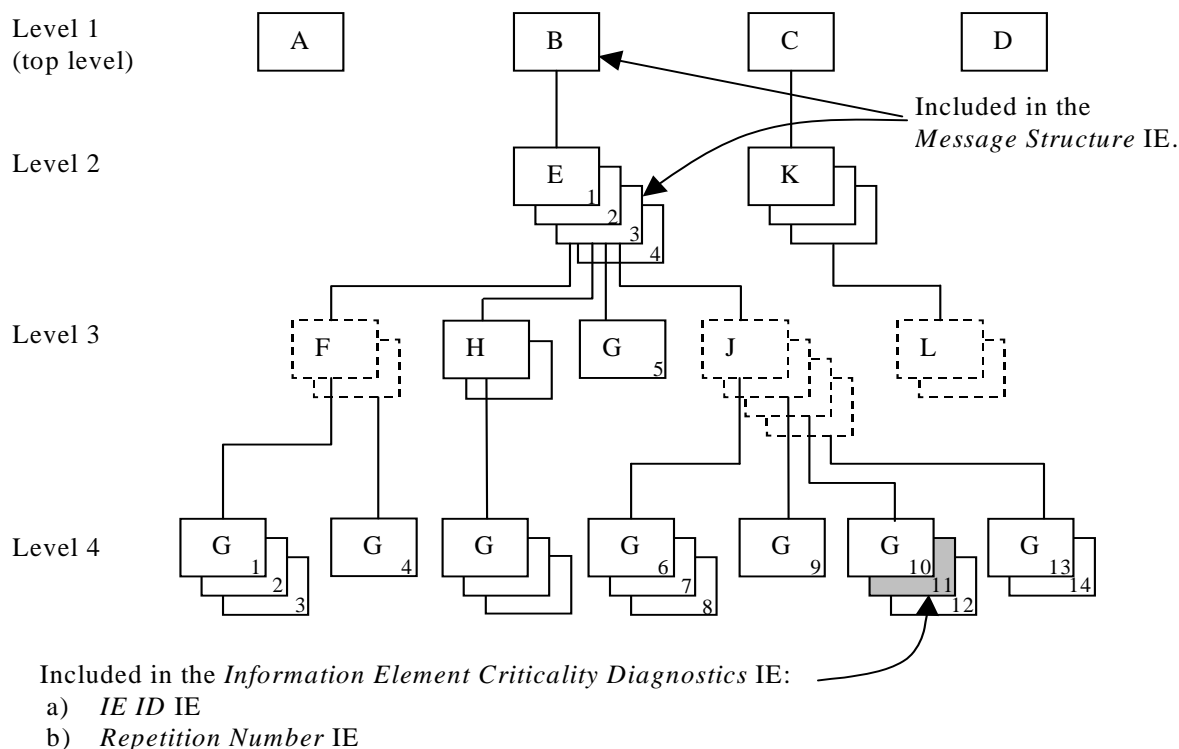 Level 1
(top level)
A
B
C
D
Included in the
Message Structure IE.
Level 2
E
1
2
3
4
K
Level 3
F
H
G
5
J
L
Level 4
G
1
2
3
G
4
G
G
6
7
8
G
9
G
10
11
12
G
13
14
Included in the Information Element Criticality Diagnostics IE:
a) IE ID IE
b) Repetition Number IE